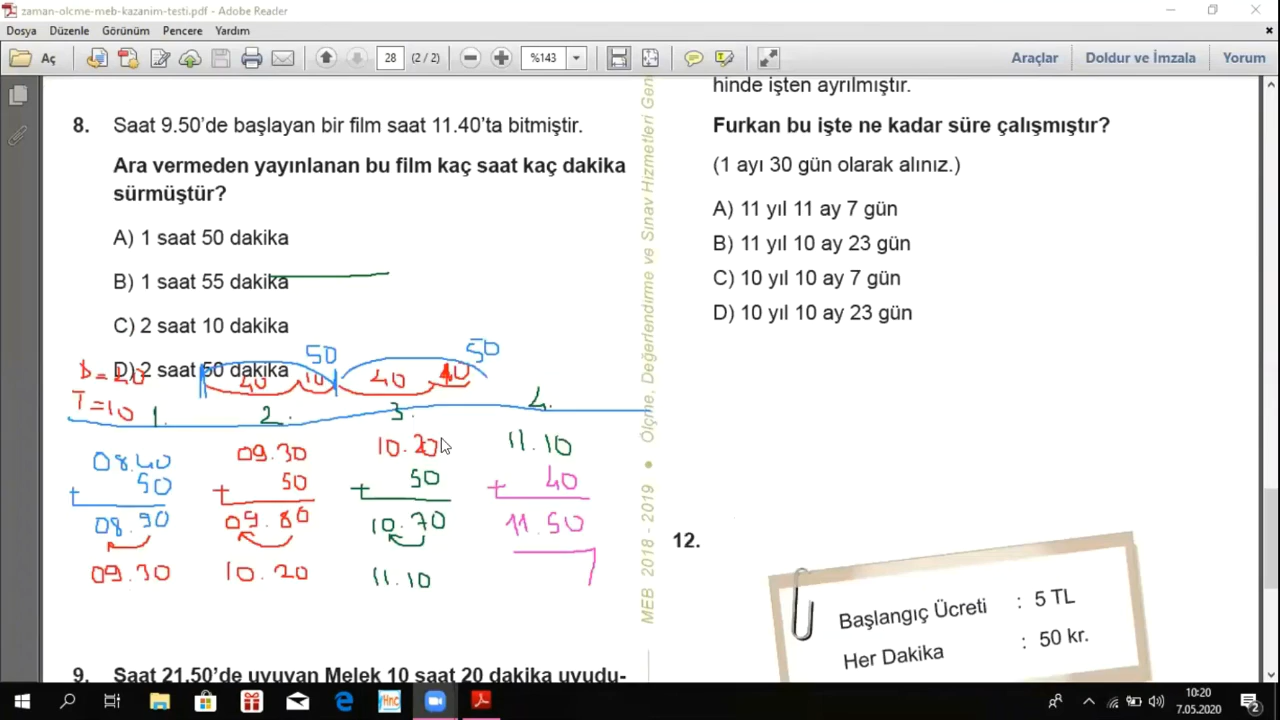 zaman-olcme-meb-kazanim-testi.pdf - Adobe Reader
Dosya Düzenle Görünüm Pencere Yardım
Aç 28 (2 / 2) %143 Araçlar Doldur ve İmzala Yorum
8. Saat 9.50’de başlayan bir film saat 11.40’ta bitmiştir.
Ara vermeden yayınlanan bu film kaç saat kaç dakika
sürmüştür?
A) 1 saat 50 dakika
B) 1 saat 55 dakika
C) 2 saat 10 dakika
D) 2 saat 50 dakika
50 50
D = 40 40 10 40 10
T = 10 1. 2. 3. 4.
08.40 09.30 10.20 11.10
+ 50 + 50 + 50 + 40
08.90 09.80 10.70 11.50
09.30 10.20 11.10
9. Saat 21.50’de uyuyan Melek 10 saat 20 dakika uyudu-
MEB 2018 - 2019 ● Ölçme, Değerlendirme ve Sınav Hizmetleri Gen
hinde işten ayrılmıştır.
Furkan bu işte ne kadar süre çalışmıştır?
(1 ayı 30 gün olarak alınız.)
A) 11 yıl 11 ay 7 gün
B) 11 yıl 10 ay 23 gün
C) 10 yıl 10 ay 7 gün
D) 10 yıl 10 ay 23 gün
12.
Başlangıç Ücreti : 5 TL
Her Dakika : 50 kr.
Hnc
10:20
7.05.2020
2